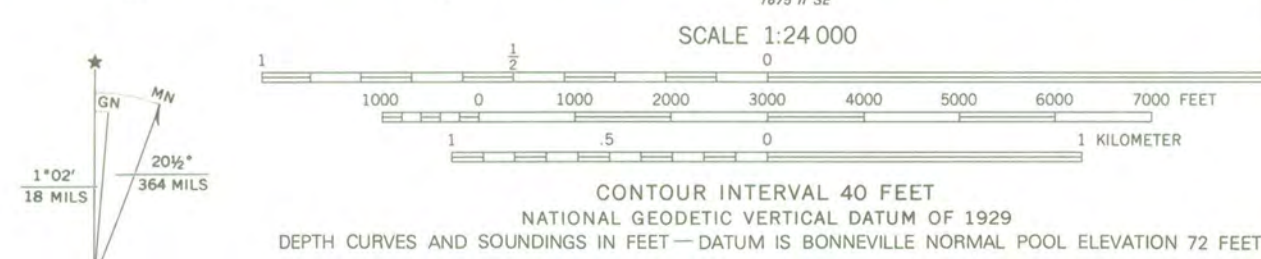 SCALE 1:24 000
1 ½ 0
1000 0 1000 2000 3000 4000 5000 6000 7000 FEET
1 .5 0 1 KILOMETER
★
GN MN
1°02'
18 MILS
20½°
364 MILS
CONTOUR INTERVAL 40 FEET
NATIONAL GEODETIC VERTICAL DATUM OF 1929
DEPTH CURVES AND SOUNDINGS IN FEET — DATUM IS BONNEVILLE NORMAL POOL ELEVATION 72 FEET